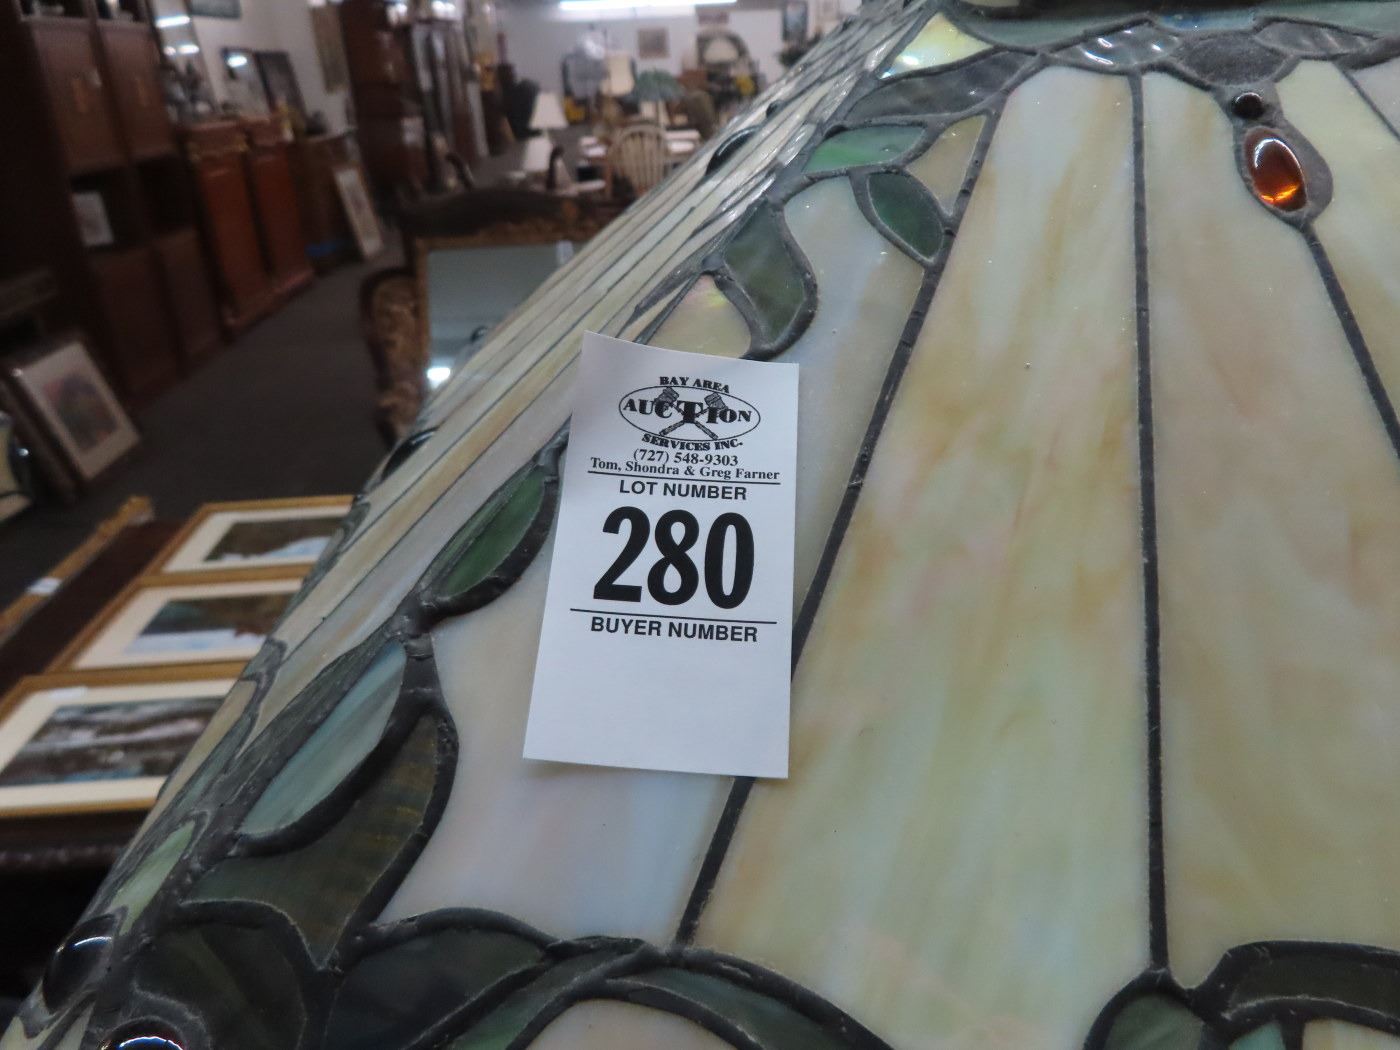 BAY AREA
AUCTION
SERVICES INC.
(727) 548-9303
Tom, Shondra & Greg Farner
LOT NUMBER
280
BUYER NUMBER